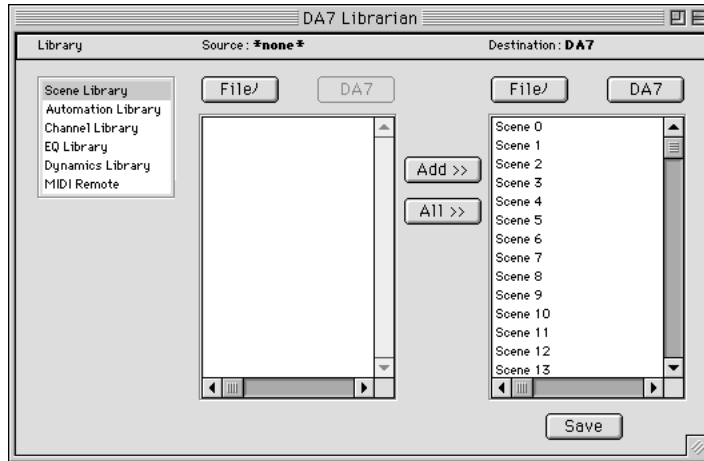 DA7 Librarian
Library Source: *none* Destination: DA7
File/ DA7 File/ DA7
Scene Library
Automation Library
Channel Library
EQ Library
Dynamics Library
MIDI Remote
Add >>
All >>
Scene 0
Scene 1
Scene 2
Scene 3
Scene 4
Scene 5
Scene 6
Scene 7
Scene 8
Scene 9
Scene 10
Scene 11
Scene 12
Scene 13
Save